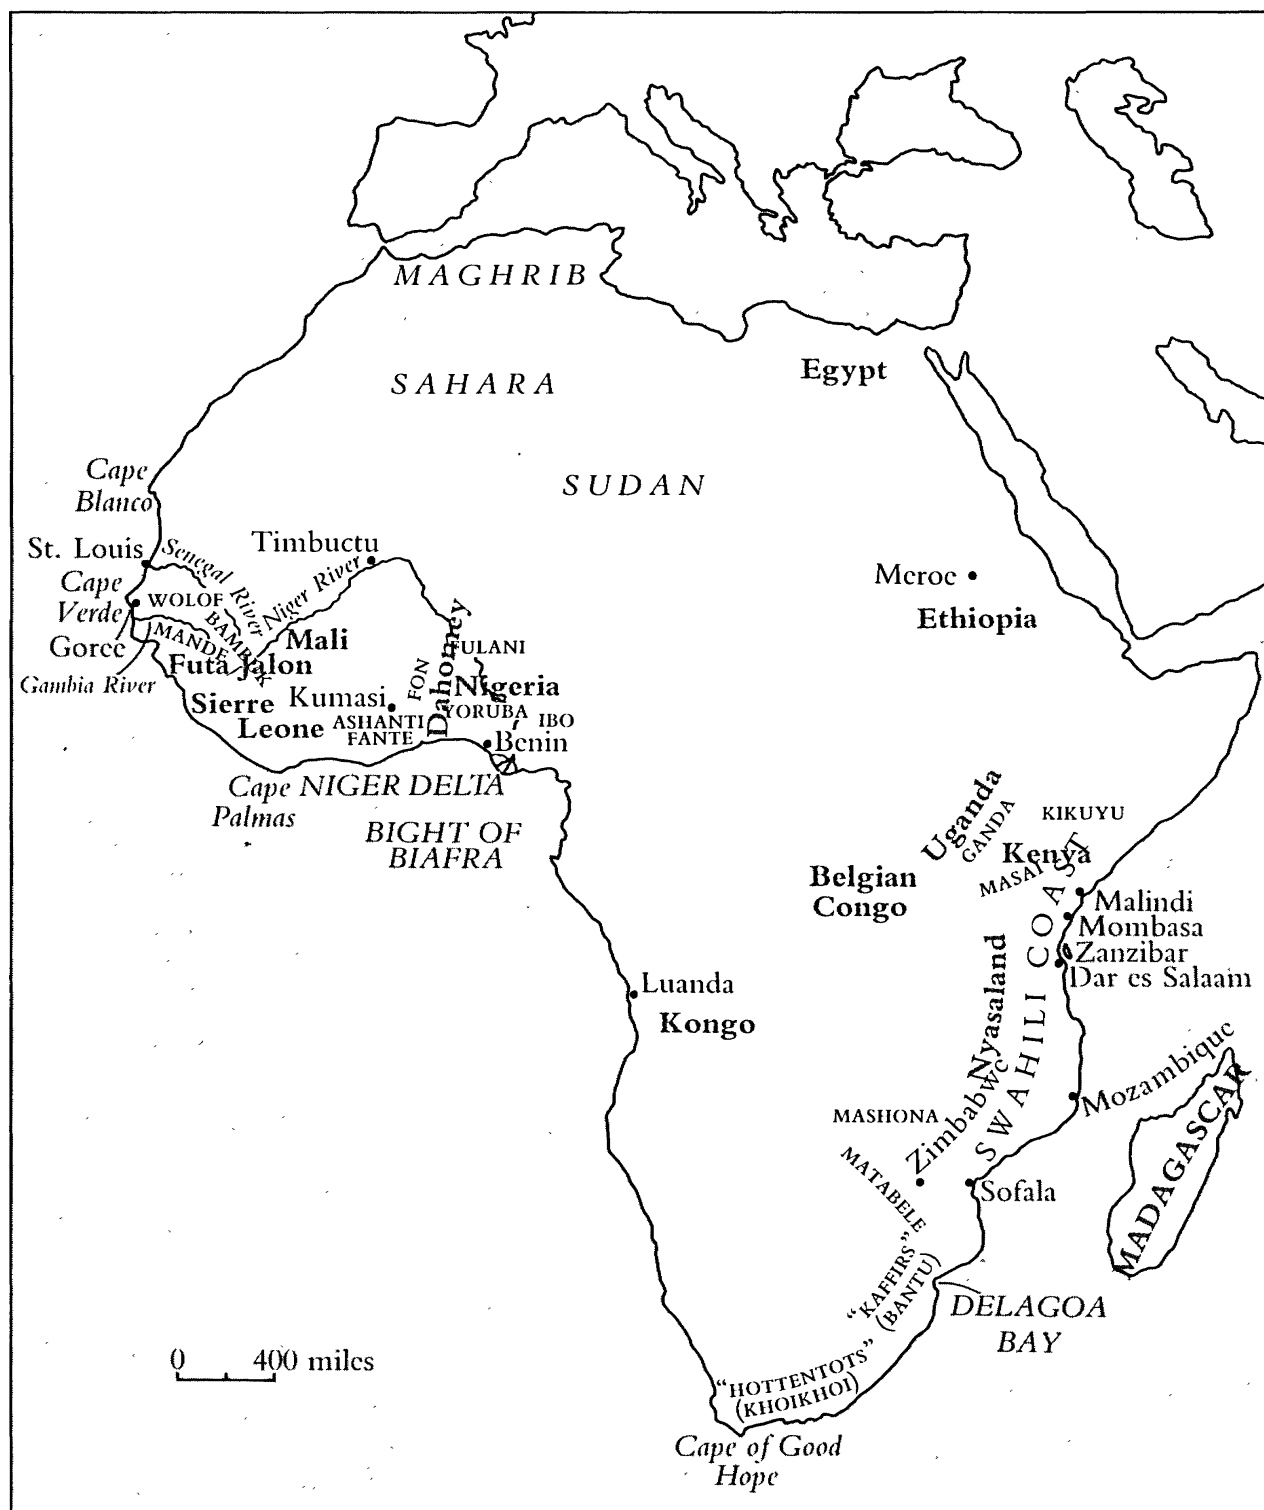 MAGHRIB
Egypt
SAHARA
SUDAN
Cape
Blanco
St. Louis
Senegal River
Timbuctu
Niger River
Meroe
Ethiopia
Cape
Verde
WOLOF
BAMBUK
Goree
MANDE
Mali
Futa Jalon
Gambia River
FULANI
FON
Dahomey
Nigeria
Sierre
Leone
Kumasi
YORUBA
IBO
ASHANTI
FANTE
Benin
Cape
Palmas
NIGER DELTA
BIGHT OF
BIAFRA
Uganda
GANDA
KIKUYU
Kenya
MASAI
Belgian
Congo
Malindi
Mombasa
Zanzibar
Dar es Salaam
SWAHILI COAST
Luanda
Kongo
Nyasaland
Mozambique
MADAGASCAR
MASHONA
Zimbabwe
MATABELE
Sofala
"KAFFIRS"
(BANTU)
DELAGOA
BAY
0 400 miles
"HOTTENTOTS"
(KHOIKHOI)
Cape of Good
Hope